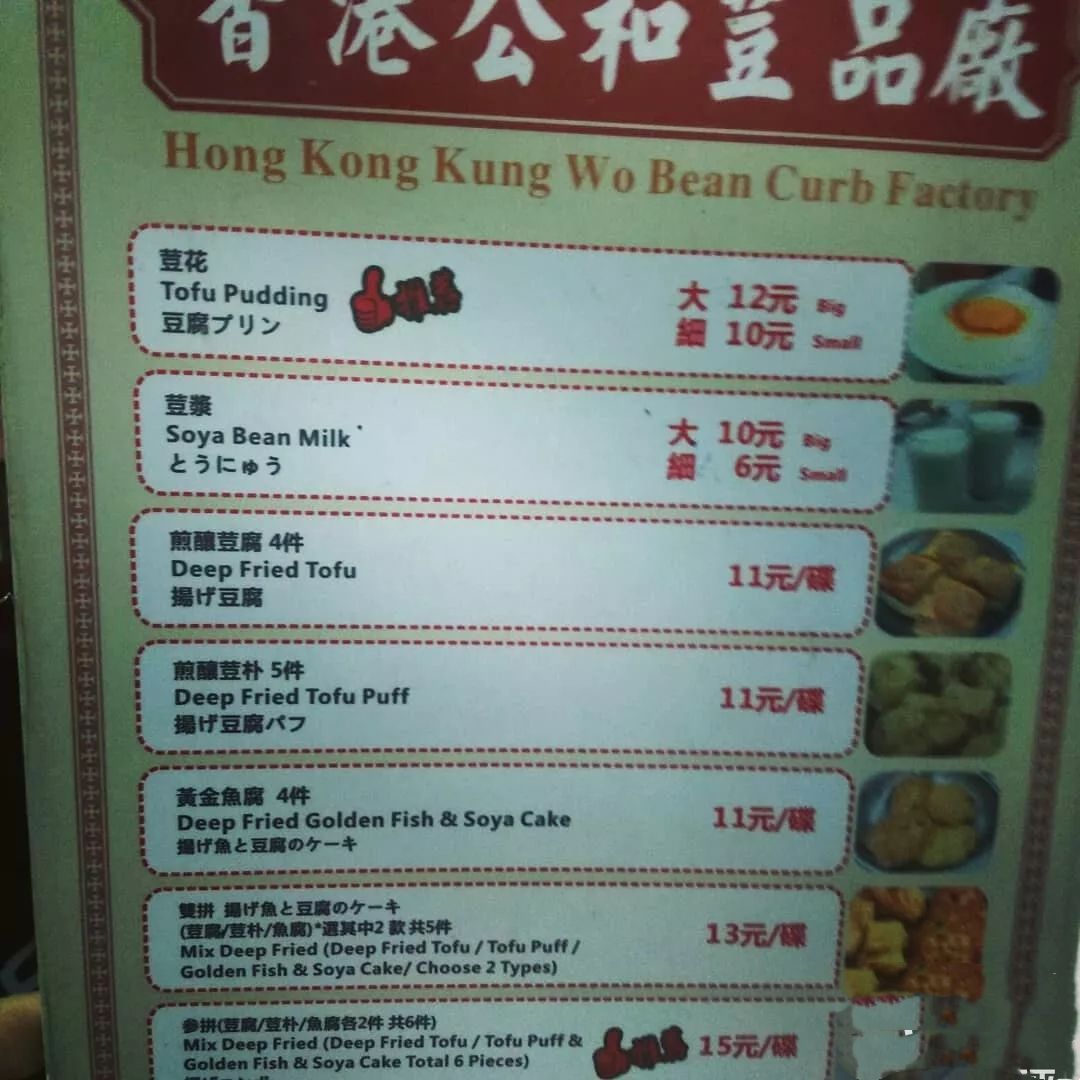 香港公和荳品廠
Hong Kong Kung Wo Bean Curb Factory
荳花
Tofu Pudding
豆腐プリン
推薦
大 12元 Big
細 10元 Small
荳漿
Soya Bean Milk
とうにゅう
大 10元 Big
細 6元 Small
煎釀荳腐 4件
Deep Fried Tofu
揚げ豆腐
11元/碟
煎釀荳朴 5件
Deep Fried Tofu Puff
揚げ豆腐パフ
11元/碟
黃金魚腐 4件
Deep Fried Golden Fish & Soya Cake
揚げ魚と豆腐のケーキ
11元/碟
雙拼 揚げ魚と豆腐のケーキ
(荳腐/荳朴/魚腐)*選其中2 款 共5件
Mix Deep Fried (Deep Fried Tofu / Tofu Puff /
Golden Fish & Soya Cake/ Choose 2 Types)
13元/碟
參拼(荳腐/荳朴/魚腐各2件 共6件)
Mix Deep Fried (Deep Fried Tofu / Tofu Puff &
Golden Fish & Soya Cake Total 6 Pieces)
推薦
15元/碟